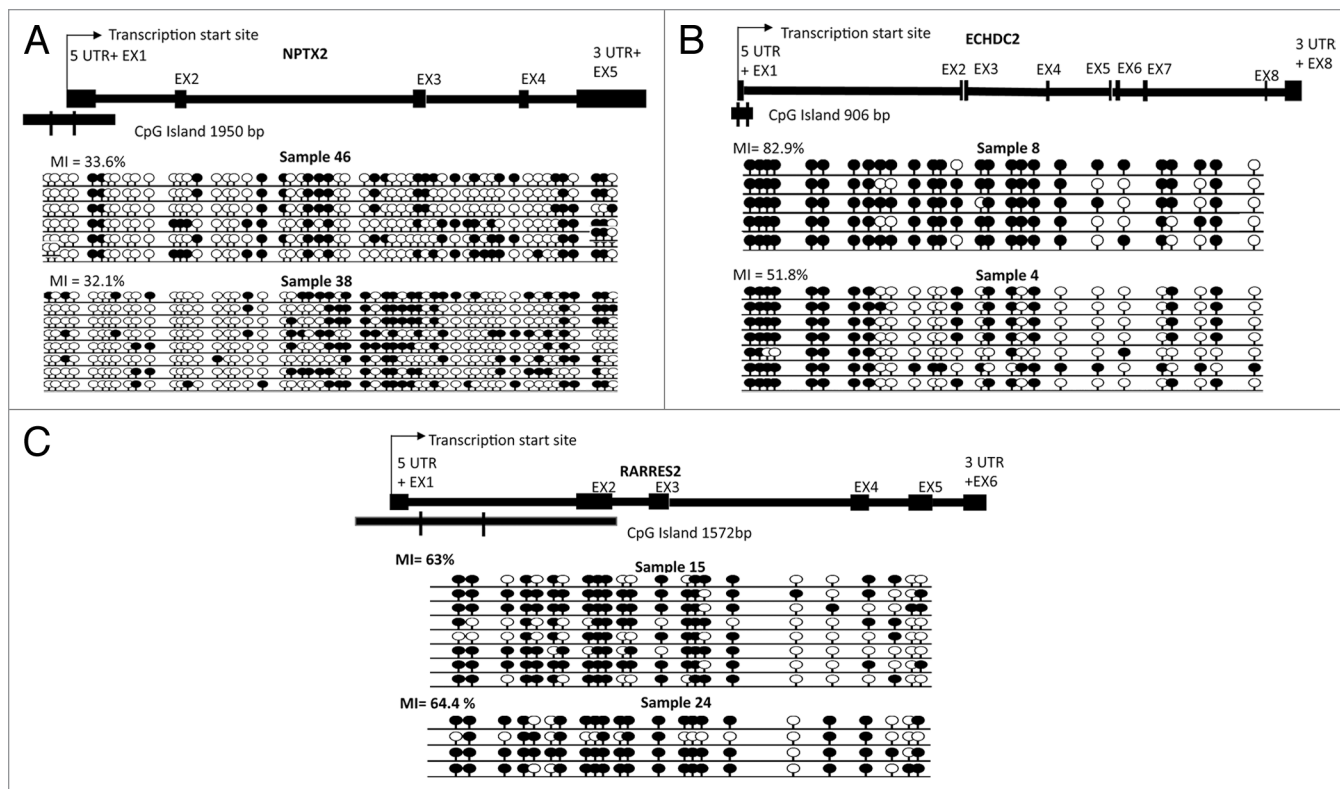 A
Transcription start site
5 UTR+ EX1
NPTX2
3 UTR+
EX5
EX2
EX3
EX4
CpG Island 1950 bp
MI = 33.6%
Sample 46
MI = 32.1%
Sample 38
B
Transcription start site
5 UTR
+ EX1
ECHDC2
3 UTR
+ EX8
EX2
EX3
EX4
EX5
EX6
EX7
EX8
CpG Island 906 bp
MI= 82.9%
Sample 8
MI = 51.8%
Sample 4
C
Transcription start site
5 UTR
+ EX1
RARRES2
3 UTR
+EX6
EX2
EX3
EX4
EX5
CpG Island 1572bp
MI= 63%
Sample 15
MI= 64.4 %
Sample 24